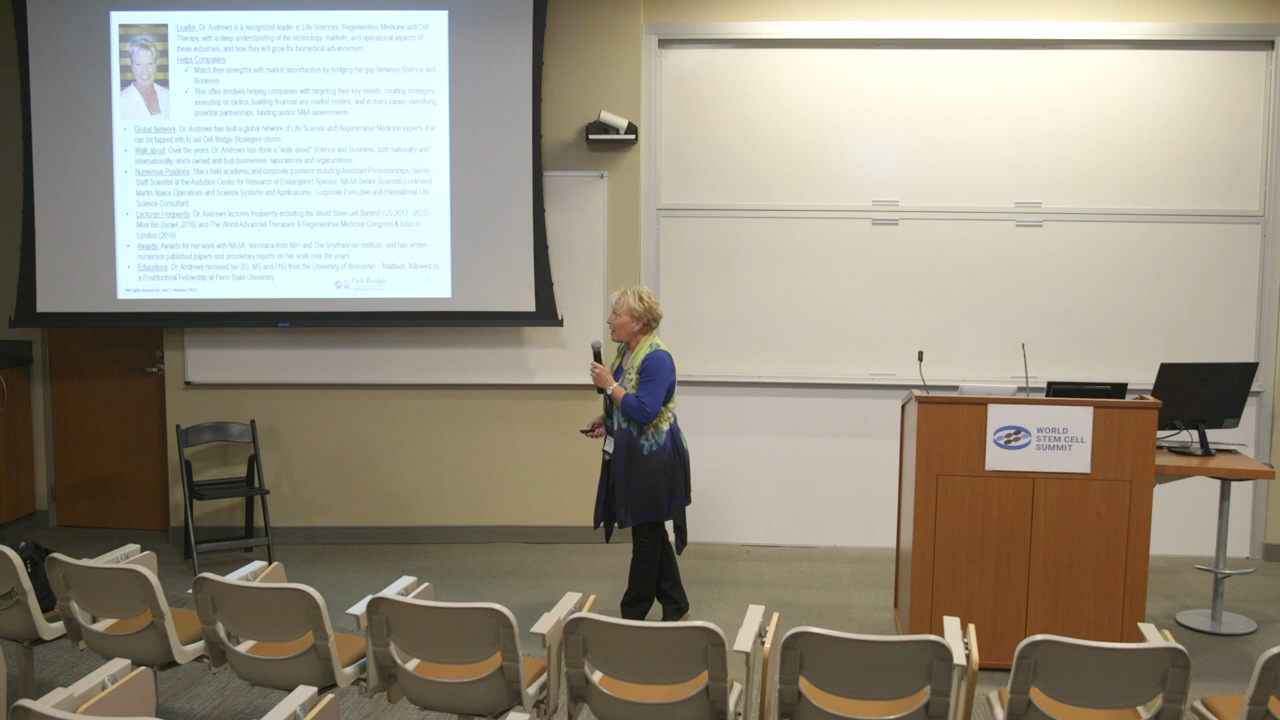 Leader: Dr. Andrews is a recognized leader in Life Sciences, Regenerative Medicine and Cell
Therapy, with a deep understanding of the technology, markets, and operational aspects of
these industries, and how they will grow for biomedical advancement.
Helps Companies:
✓ Match their strengths with market opportunities by bridging the gap between Science and
Business.
✓ This often involves helping companies with targeting their key assets, creating strategies,
executing on tactics, building financial and market models, and in many cases, identifying
potential partnerships, funding and/or M&A assessments.
• Global Network: Dr. Andrews has built a global network of Life Science and Regenerative Medicine experts that
can be tapped into to aid Cell Bridge Strategies clients.
• Walk about: Over the years, Dr. Andrews has done a "walk about" Science and Business; both nationally and
internationally; she's owned and built businesses, laboratories and organizations.
• Numerous Positions: She's held academic and corporate positions including Assistant Professorships, Senior
Staff Scientist at the Audubon Center for Research of Endangered Species, NASA Senior Scientist (Lockheed
Martin Space Operations and Science Systems and Applications), Corporate Executive and International Life
Science Consultant.
• Lectures Frequently: Dr. Andrews lectures frequently including the World Stem cell Summit (US 2013 - 2020),
(Israel, 2016) and The World Advanced Therapies & Regenerative Medicine Congress & Expo in
London (2019)
• Awards: Awards for her work with NASA, honoraria from NIH and The Smithsonian Institute, and has written
numerous published papers and proprietary reports on her work over the years.
• Educations: Dr. Andrews received her BS, MS and PhD from the University of Wisconsin – Madison, followed by
a Postdoctoral Fellowship at Penn State University.
Cell Bridge
WORLD
STEM CELL
SUMMIT